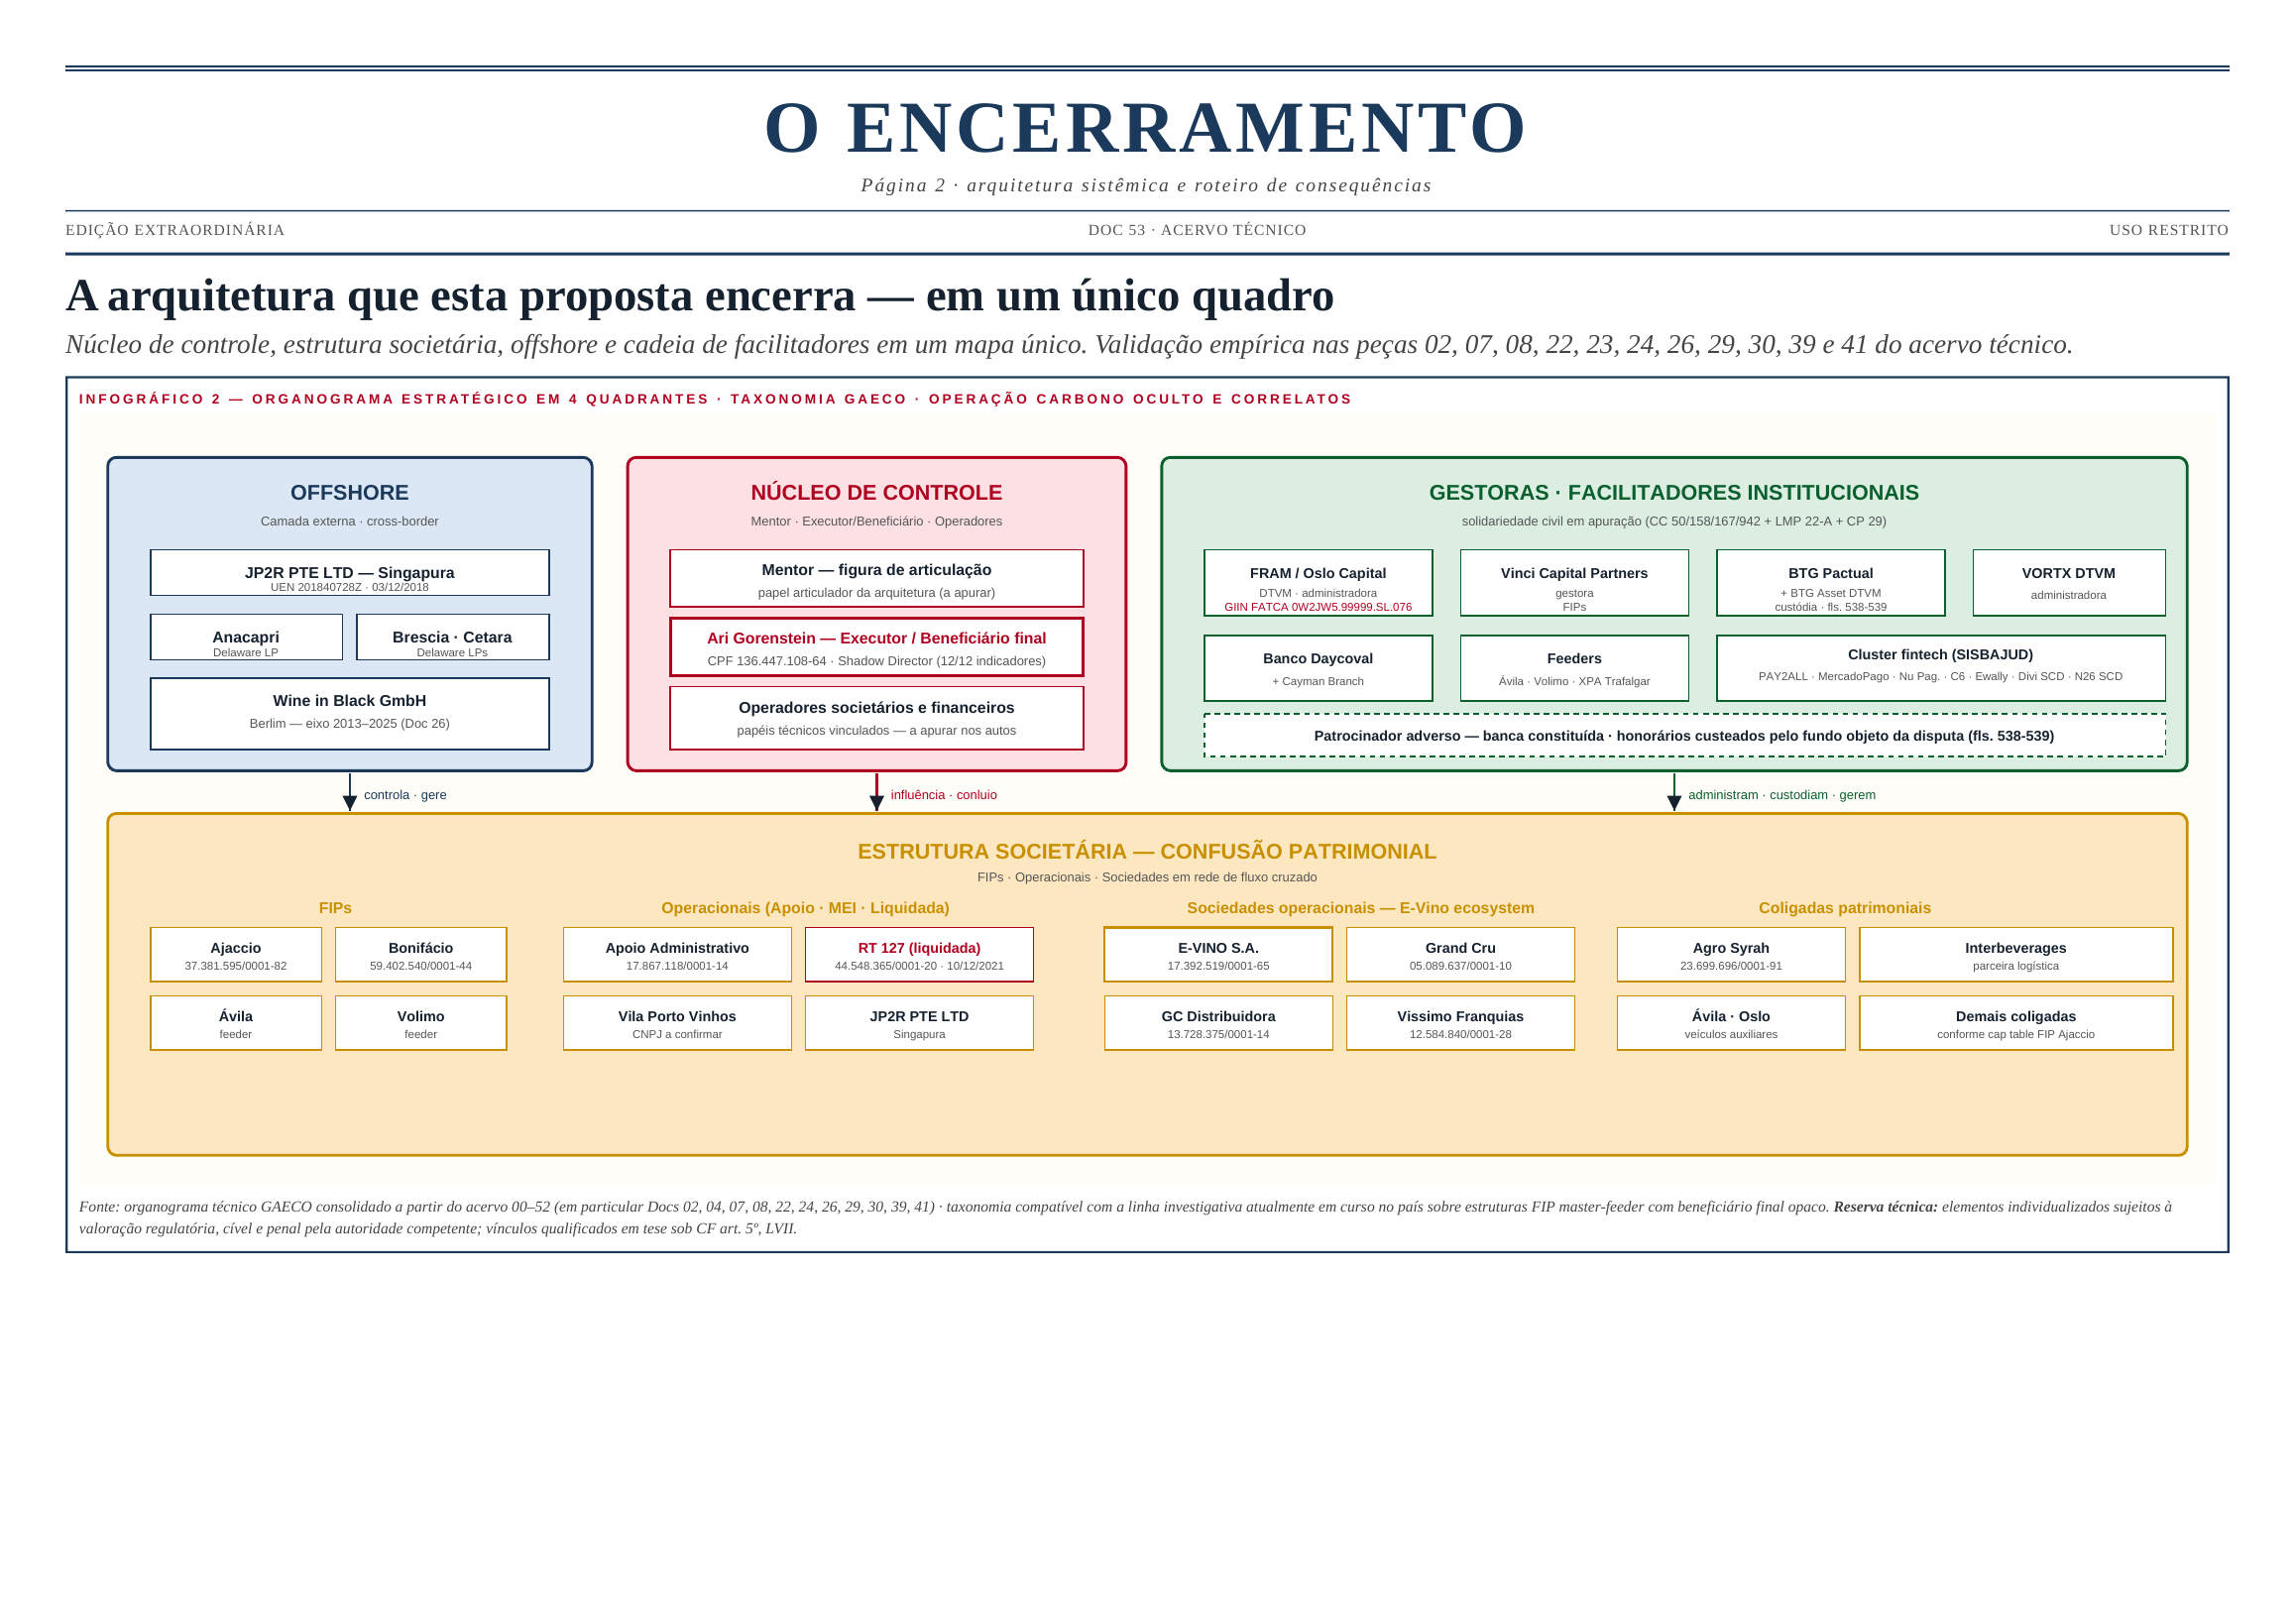 O ENCERRAMENTO
Página 2 · arquitetura sistêmica e roteiro de consequências
EDIÇÃO EXTRAORDINÁRIA
DOC 53 · ACERVO TÉCNICO
USO RESTRITO
A arquitetura que esta proposta encerra — em um único quadro
Núcleo de controle, estrutura societária, offshore e cadeia de facilitadores em um mapa único. Validação empírica nas peças 02, 07, 08, 22, 23, 24, 26, 29, 30, 39 e 41 do acervo técnico.
INFOGRÁFICO 2 — ORGANOGRAMA ESTRATÉGICO EM 4 QUADRANTES · TAXONOMIA GAECO · OPERAÇÃO CARBONO OCULTO E CORRELATOS
OFFSHORE
Camada externa · cross-border
JP2R PTE LTD — Singapura
UEN 201840728Z · 03/12/2018
Anacapri
Delaware LP
Brescia · Cetara
Delaware LPs
Wine in Black GmbH
Berlim — eixo 2013–2025 (Doc 26)
NÚCLEO DE CONTROLE
Mentor · Executor/Beneficiário · Operadores
Mentor — figura de articulação
papel articulador da arquitetura (a apurar)
Ari Gorenstein — Executor / Beneficiário final
CPF 136.447.108-64 · Shadow Director (12/12 indicadores)
Operadores societários e financeiros
papéis técnicos vinculados — a apurar nos autos
GESTORAS · FACILITADORES INSTITUCIONAIS
solidariedade civil em apuração (CC 50/158/167/942 + LMP 22-A + CP 29)
FRAM / Oslo Capital
DTVM · administradora
GIIN FATCA 0W2JW5.99999.SL.076
Vinci Capital Partners
gestora
FIPs
BTG Pactual
+ BTG Asset DTVM
custódia · fls. 538-539
VORTX DTVM
administradora
Banco Daycoval
+ Cayman Branch
Feeders
Ávila · Volimo · XPA Trafalgar
Cluster fintech (SISBAJUD)
PAY2ALL · MercadoPago · Nu Pag. · C6 · Ewally · Divi SCD · N26 SCD
Patrocinador adverso — banca constituída · honorários custeados pelo fundo objeto da disputa (fls. 538-539)
controla · gere
influência · conluio
administram · custodiam · gerem
ESTRUTURA SOCIETÁRIA — CONFUSÃO PATRIMONIAL
FIPs · Operacionais · Sociedades em rede de fluxo cruzado
FIPs
Ajaccio
37.381.595/0001-82
Bonifácio
59.402.540/0001-44
Ávila
feeder
Volimo
feeder
Operacionais (Apoio · MEI · Liquidada)
Apoio Administrativo
17.867.118/0001-14
RT 127 (liquidada)
44.548.365/0001-20 · 10/12/2021
Vila Porto Vinhos
CNPJ a confirmar
JP2R PTE LTD
Singapura
Sociedades operacionais — E-Vino ecosystem
E-VINO S.A.
17.392.519/0001-65
Grand Cru
05.089.637/0001-10
GC Distribuidora
13.728.375/0001-14
Vissimo Franquias
12.584.840/0001-28
Coligadas patrimoniais
Agro Syrah
23.699.696/0001-91
Interbeverages
parceira logística
Ávila · Oslo
veículos auxiliares
Demais coligadas
conforme cap table FIP Ajaccio
Fonte: organograma técnico GAECO consolidado a partir do acervo 00–52 (em particular Docs 02, 04, 07, 08, 22, 24, 26, 29, 30, 39, 41) · taxonomia compatível com a linha investigativa atualmente em curso no país sobre estruturas FIP master-feeder com beneficiário final opaco. Reserva técnica: elementos individualizados sujeitos à
valoração regulatória, cível e penal pela autoridade competente; vínculos qualificados em tese sob CF art. 5º, LVII.